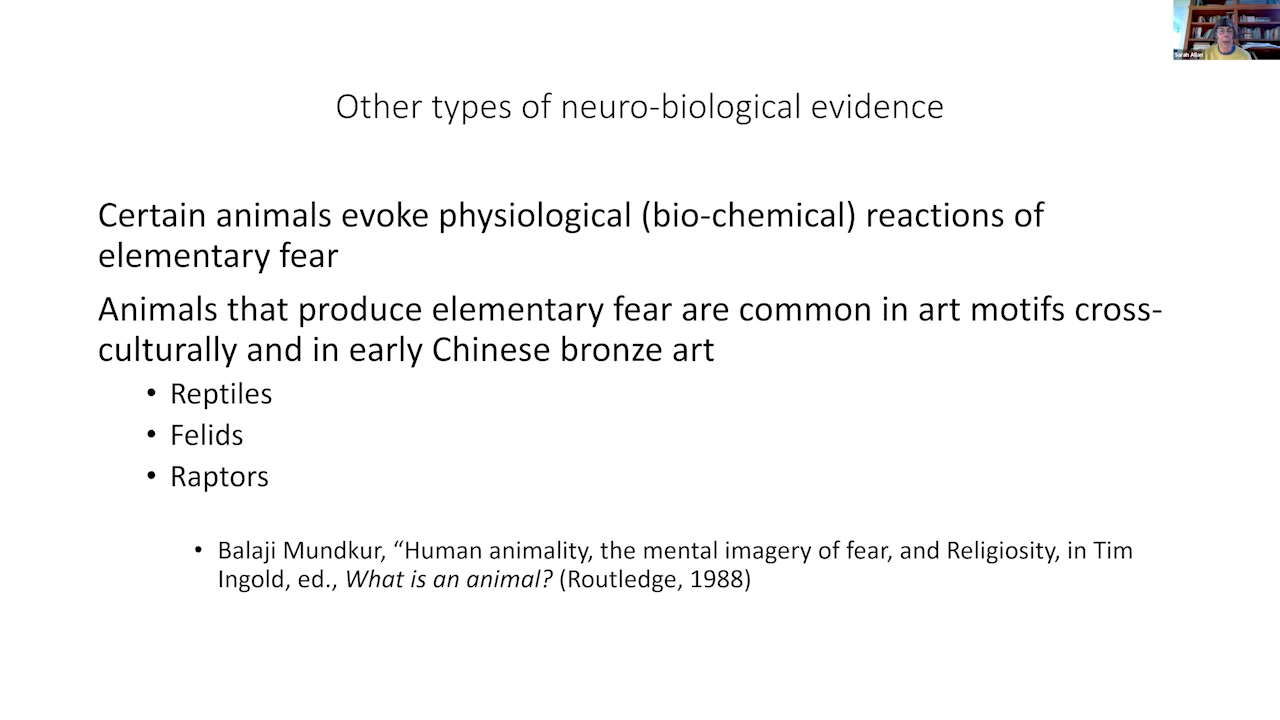 Sarah Allan
Other types of neuro-biological evidence
Certain animals evoke physiological (bio-chemical) reactions of
elementary fear
Animals that produce elementary fear are common in art motifs cross-
culturally and in early Chinese bronze art
• Reptiles
• Felids
• Raptors
• Balaji Mundkur, “Human animality, the mental imagery of fear, and Religiosity, in Tim
Ingold, ed., What is an animal? (Routledge, 1988)